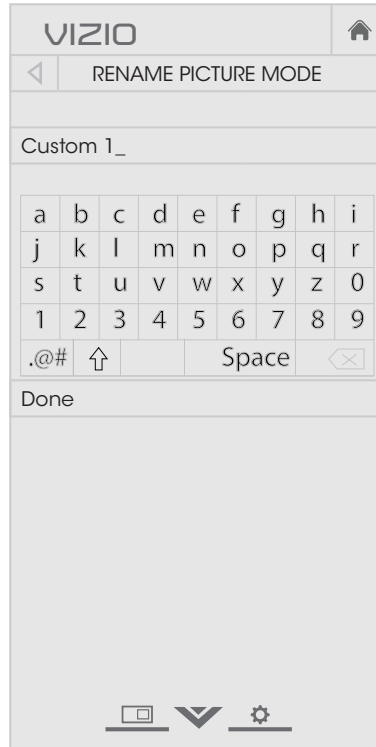 VIZIO
RENAME PICTURE MODE
Custom 1_
a b c d e f g h i
j k l m n o p q r
s t u v w x y z 0
1 2 3 4 5 6 7 8 9
.@# Space
Done